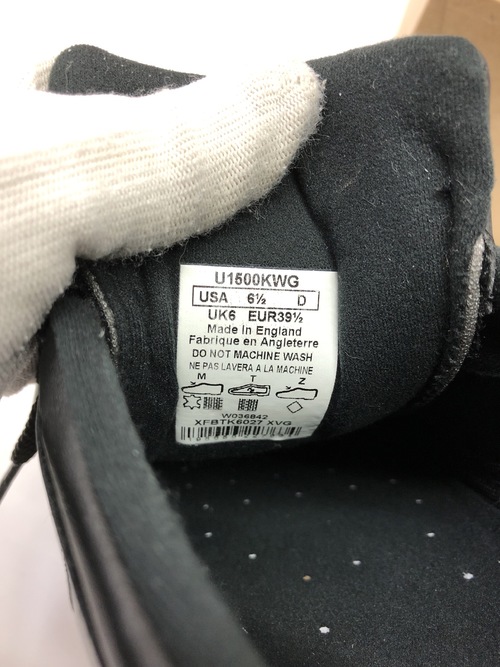 U1500KWG
USA 6½ D
UK6 EUR39½
Made in England
Fabrique en Angleterre
DO NOT MACHINE WASH
NE PAS LAVERA A LA MACHINE
M T Z
W036842
XFBTK6027 XVG